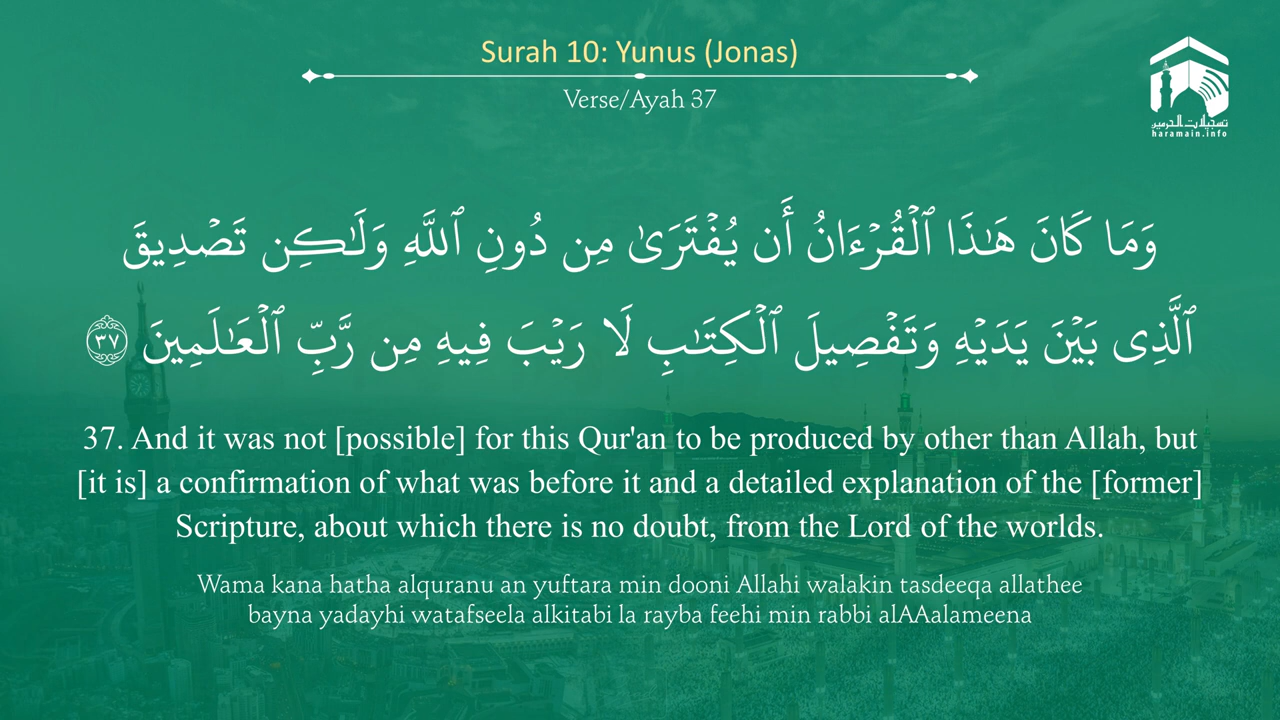 Surah 10: Yunus (Jonas)
Verse/Ayah 37
تسجيلات الحرمين
haramain.info
وَمَا كَانَ هَـٰذَا ٱلْقُرْءَانُ أَن يُفْتَرَىٰ مِن دُونِ ٱللَّهِ وَلَـٰكِن تَصْدِيقَ
ٱلَّذِى بَيْنَ يَدَيْهِ وَتَفْصِيلَ ٱلْكِتَـٰبِ لَا رَيْبَ فِيهِ مِن رَّبِّ ٱلْعَـٰلَمِينَ ٣٧
37. And it was not [possible] for this Qur'an to be produced by other than Allah, but
[it is] a confirmation of what was before it and a detailed explanation of the [former]
Scripture, about which there is no doubt, from the Lord of the worlds.
Wama kana hatha alquranu an yuftara min dooni Allahi walakin tasdeeqa allathee
bayna yadayhi watafseela alkitabi la rayba feehi min rabbi alAAalameena